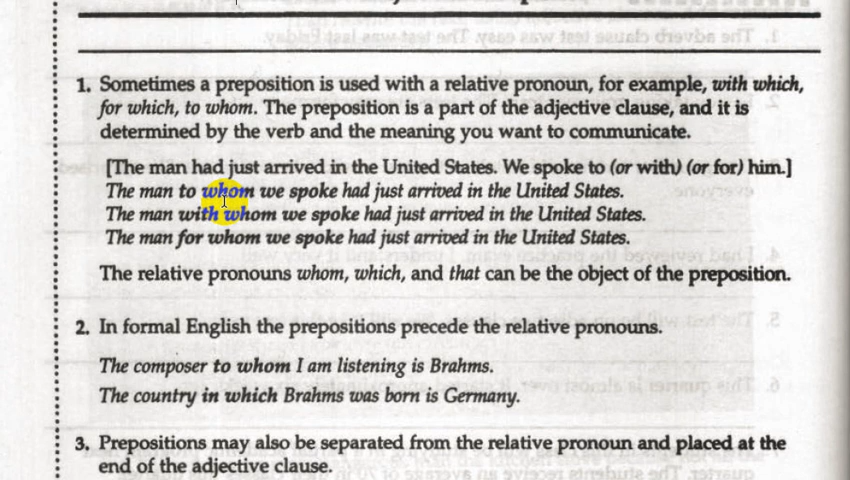 1. Sometimes a preposition is used with a relative pronoun, for example, with which,
for which, to whom. The preposition is a part of the adjective clause, and it is
determined by the verb and the meaning you want to communicate.
[The man had just arrived in the United States. We spoke to (or with) (or for) him.]
The man to whom we spoke had just arrived in the United States.
The man with whom we spoke had just arrived in the United States.
The man for whom we spoke had just arrived in the United States.
The relative pronouns whom, which, and that can be the object of the preposition.
2. In formal English the prepositions precede the relative pronouns.
The composer to whom I am listening is Brahms.
The country in which Brahms was born is Germany.
3. Prepositions may also be separated from the relative pronoun and placed at the
end of the adjective clause.